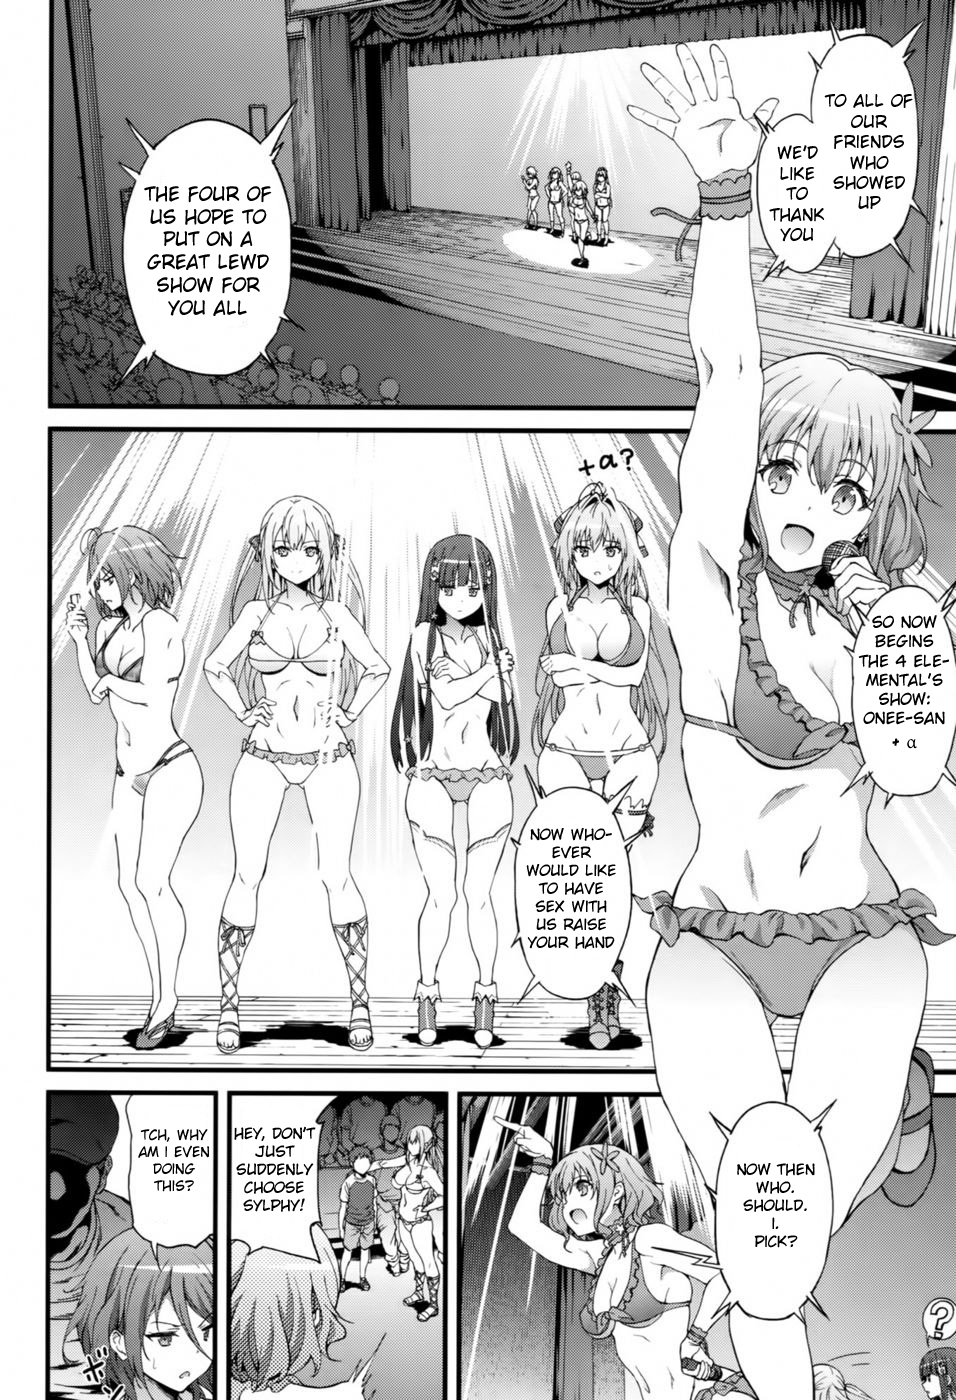 TO ALL OF
OUR
FRIENDS
WHO
SHOWED
UP
WE'D
LIKE
TO
THANK
YOU
THE FOUR OF
US HOPE TO
PUT ON A
GREAT LEWD
SHOW FOR
YOU ALL
+α?
SO NOW
BEGINS
THE 4 ELE-
MENTAL'S
SHOW:
ONEE-SAN
+ α
NOW WHO-
EVER
WOULD LIKE
TO HAVE
SEX WITH
US RAISE
YOUR HAND
NOW THEN
WHO.
SHOULD.
I.
PICK?
?
HEY, DON'T
JUST
SUDDENLY
CHOOSE
SYLPHY!
TCH, WHY
AM I EVEN
DOING
THIS?